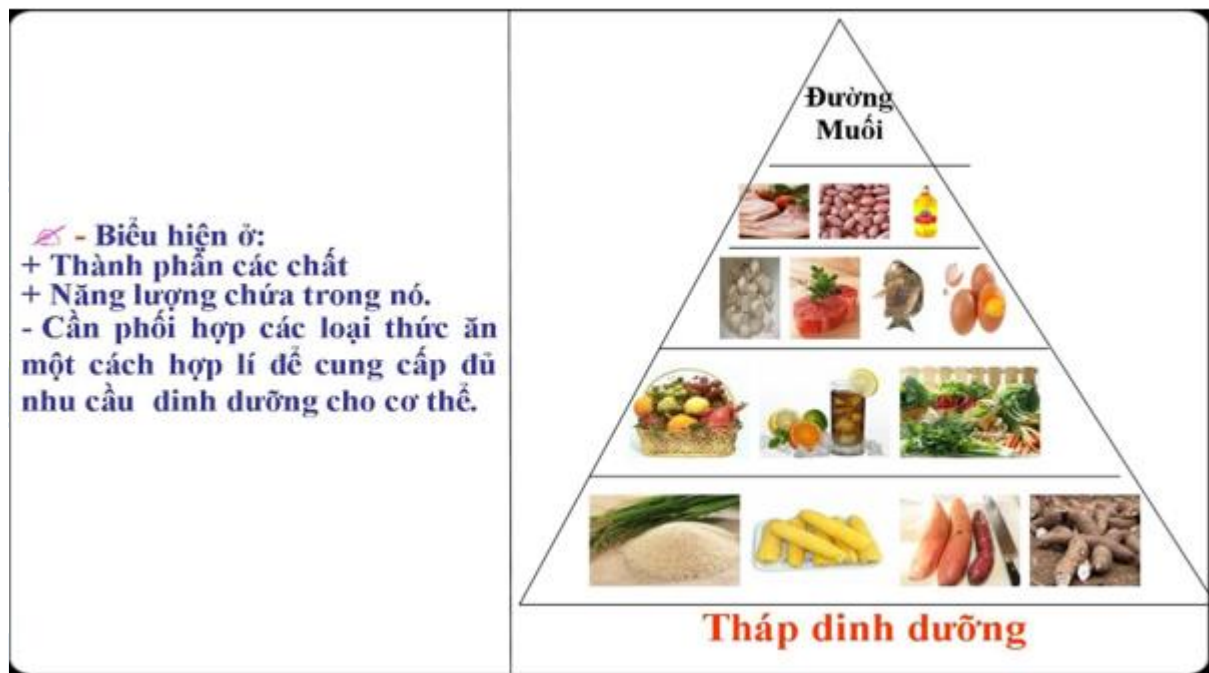 - Biểu hiện ở:
+ Thành phần các chất
+ Năng lượng chứa trong nó.
- Cần phối hợp các loại thức ăn
một cách hợp lí để cung cấp đủ
nhu cầu dinh dưỡng cho cơ thể.
Đường
Muối
Tháp dinh dưỡng